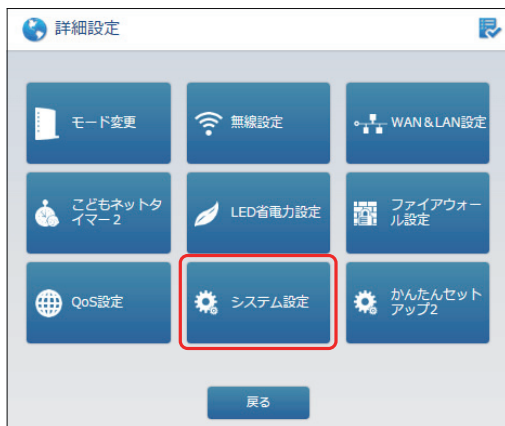 詳細設定
モード変更
無線設定
WAN&LAN設定
こどもネットタ
イマー2
LED省電力設定
ファイアウォー
ル設定
QoS設定
システム設定
かんたんセット
アップ2
戻る